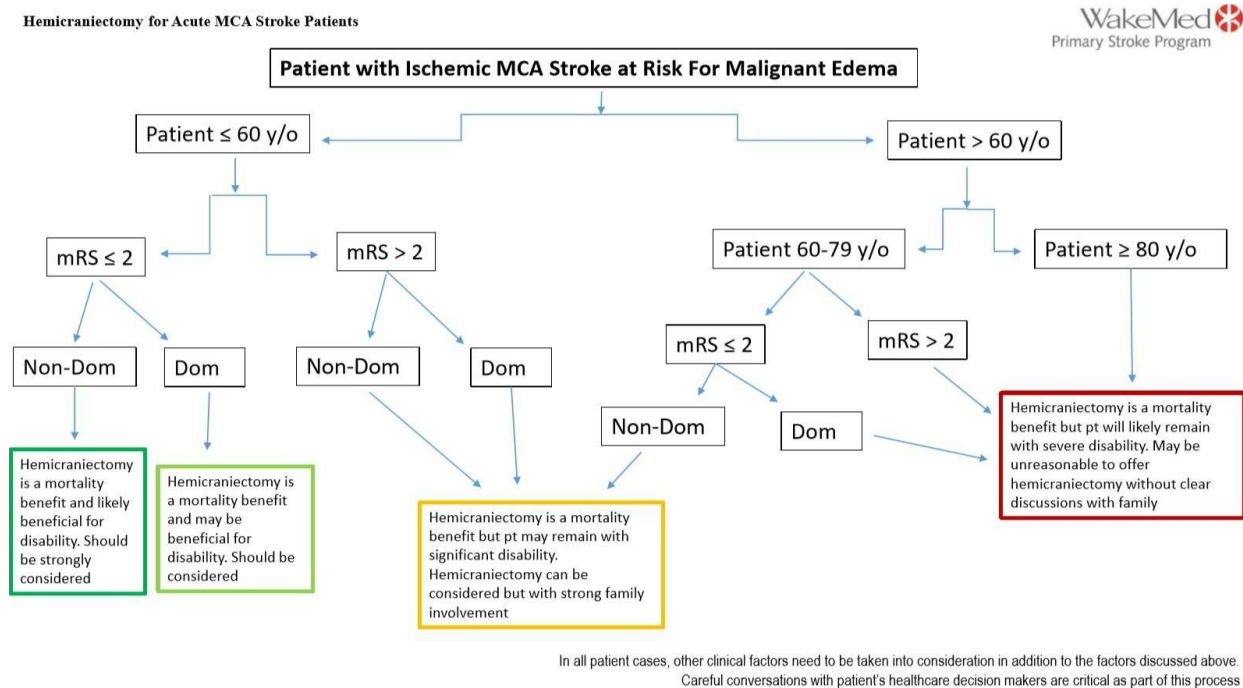 Hemicraniectomy for Acute MCA Stroke Patients
WakeMed
Primary Stroke Program
Patient with Ischemic MCA Stroke at Risk For Malignant Edema
Patient ≤ 60 y/o
Patient > 60 y/o
mRS ≤ 2
mRS > 2
Patient 60-79 y/o
Patient ≥ 80 y/o
mRS ≤ 2
mRS > 2
Non-Dom
Dom
Non-Dom
Dom
Non-Dom
Dom
Hemicraniectomy
is a mortality
benefit and likely
beneficial for
disability. Should
be strongly
considered
Hemicraniectomy is
a mortality benefit
and may be
beneficial for
disability. Should be
considered
Hemicraniectomy is a mortality
benefit but pt may remain with
significant disability.
Hemicraniectomy can be
considered but with strong family
involvement
Hemicraniectomy is a mortality
benefit but pt will likely remain
with severe disability. May be
unreasonable to offer
hemicraniectomy without clear
discussions with family
In all patient cases, other clinical factors need to be taken into consideration in addition to the factors discussed above.
Careful conversations with patient's healthcare decision makers are critical as part of this process